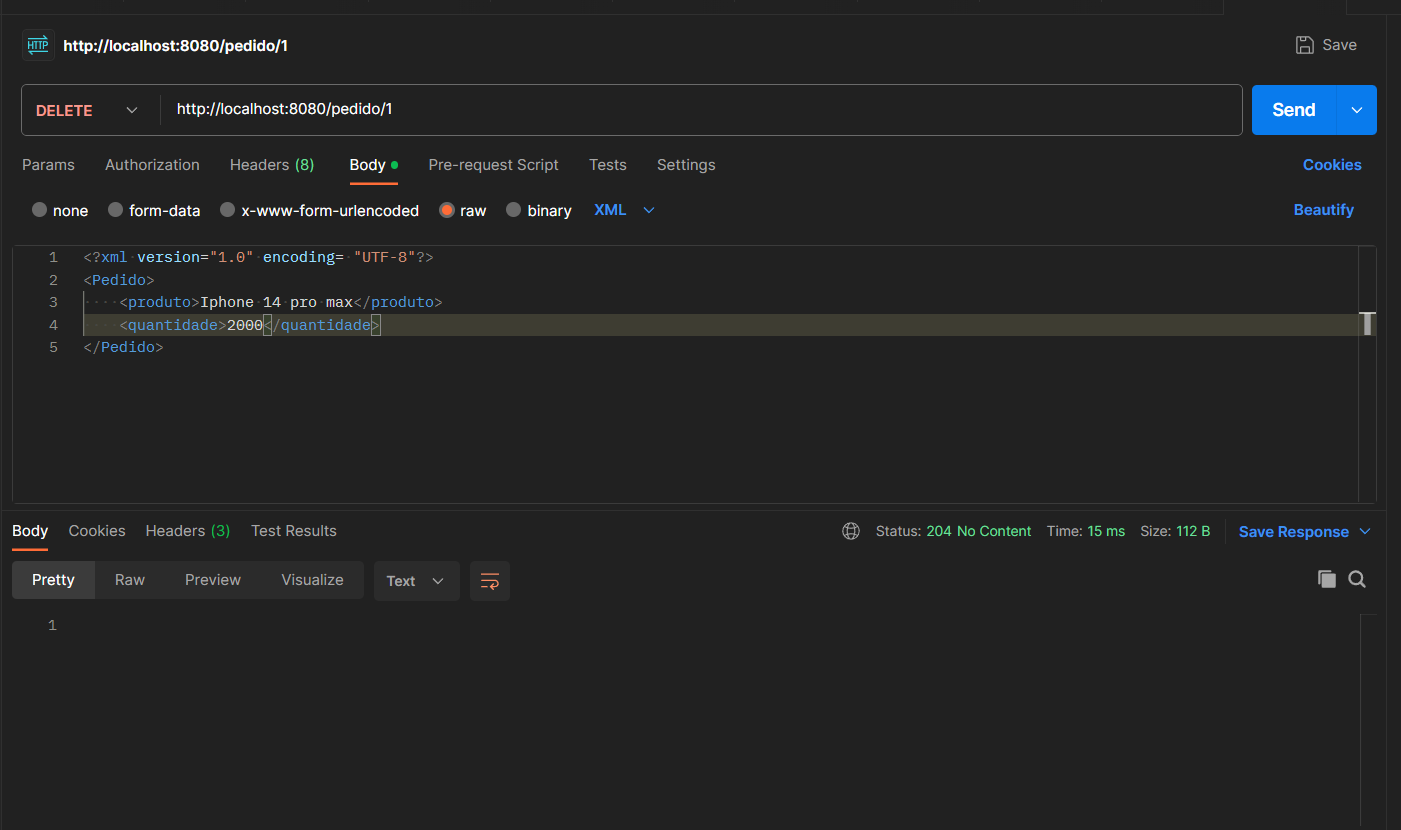 HTTP http://localhost:8080/pedido/1 Save
DELETE http://localhost:8080/pedido/1 Send
Params Authorization Headers (8) Body Pre-request Script Tests Settings Cookies
none form-data x-www-form-urlencoded raw binary XML Beautify
1 <?xml version="1.0" encoding= "UTF-8"?>
2 <Pedido>
3 <produto>Iphone 14 pro max</produto>
4 <quantidade>2000</quantidade>
5 </Pedido>
Body Cookies Headers (3) Test Results Status: 204 No Content Time: 15 ms Size: 112 B Save Response
Pretty Raw Preview Visualize Text
1